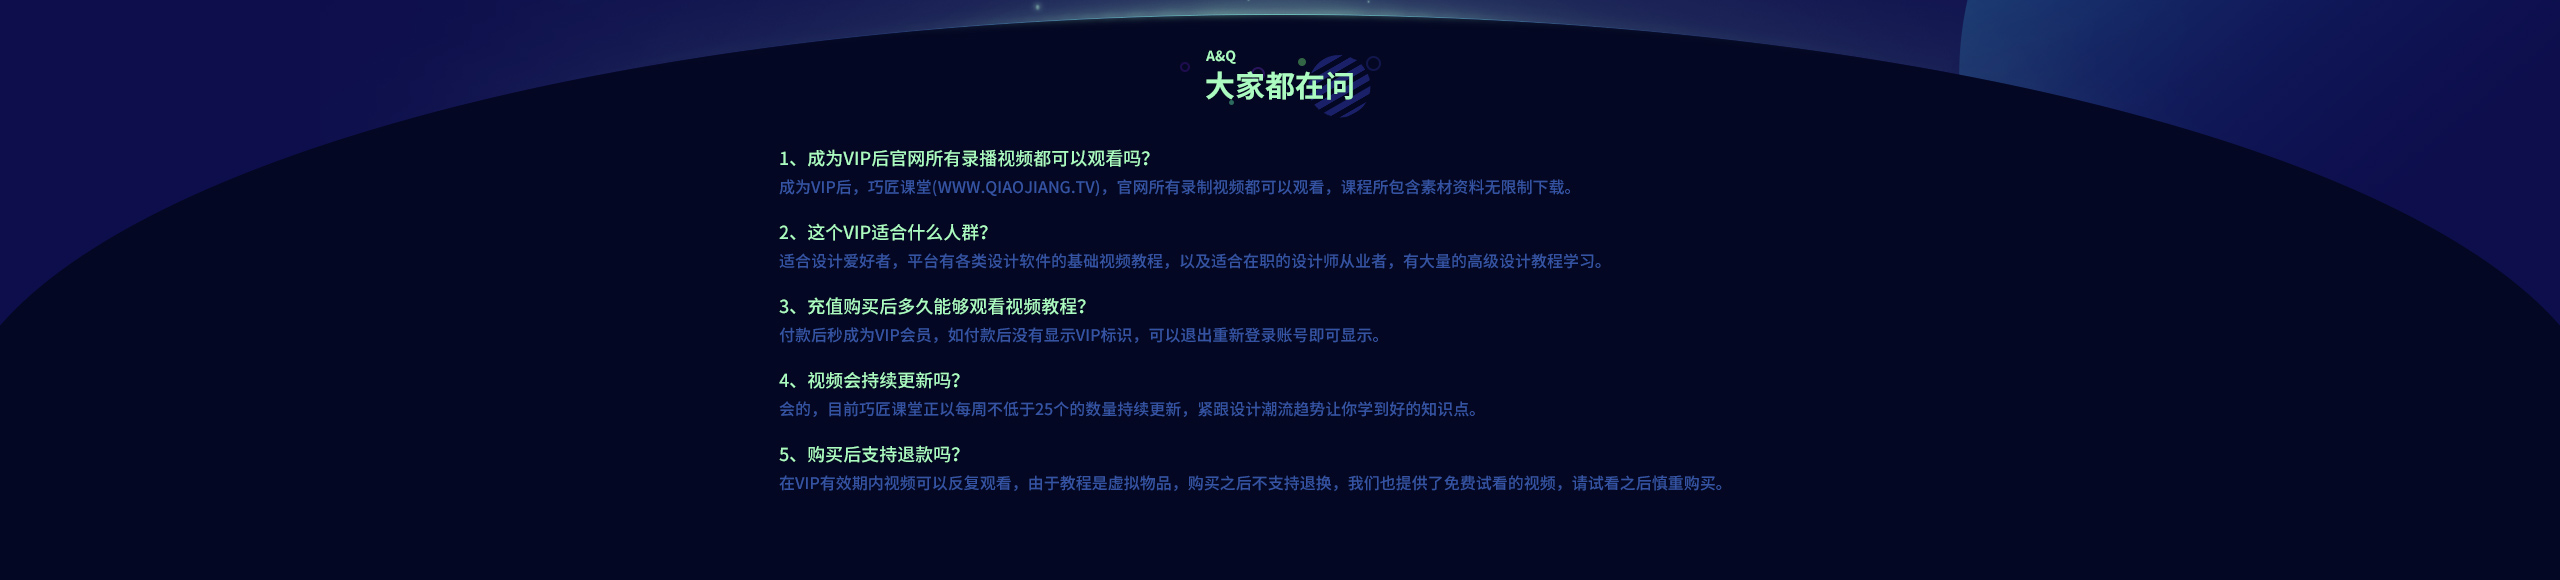 A&Q
大家都在问
1、成为VIP后官网所有录播视频都可以观看吗?
成为VIP后，巧匠课堂(WWW.QIAOJIANG.TV)，官网所有录制视频都可以观看，课程所包含素材资料无限制下载。
2、这个VIP适合什么人群?
适合设计爱好者，平台有各类设计软件的基础视频教程，以及适合在职的设计师从业者，有大量的高级设计教程学习。
3、充值购买后多久能够观看视频教程?
付款后秒成为VIP会员，如付款后没有显示VIP标识，可以退出重新登录账号即可显示。
4、视频会持续更新吗?
会的，目前巧匠课堂正以每周不低于25个的数量持续更新，紧跟设计潮流趋势让你学到好的知识点。
5、购买后支持退款吗?
在VIP有效期内视频可以反复观看，由于教程是虚拟物品，购买之后不支持退换，我们也提供了免费试看的视频，请试看之后慎重购买。